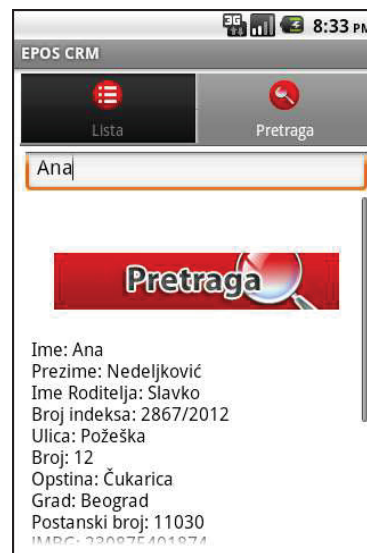 3G 8:33 PM
EPOS CRM
Lista Pretraga
Ana
Pretraga
Ime: Ana
Prezime: Nedeljković
Ime Roditelja: Slavko
Broj indeksa: 2867/2012
Ulica: Požeška
Broj: 12
Opstina: Čukarica
Grad: Beograd
Postanski broj: 11030